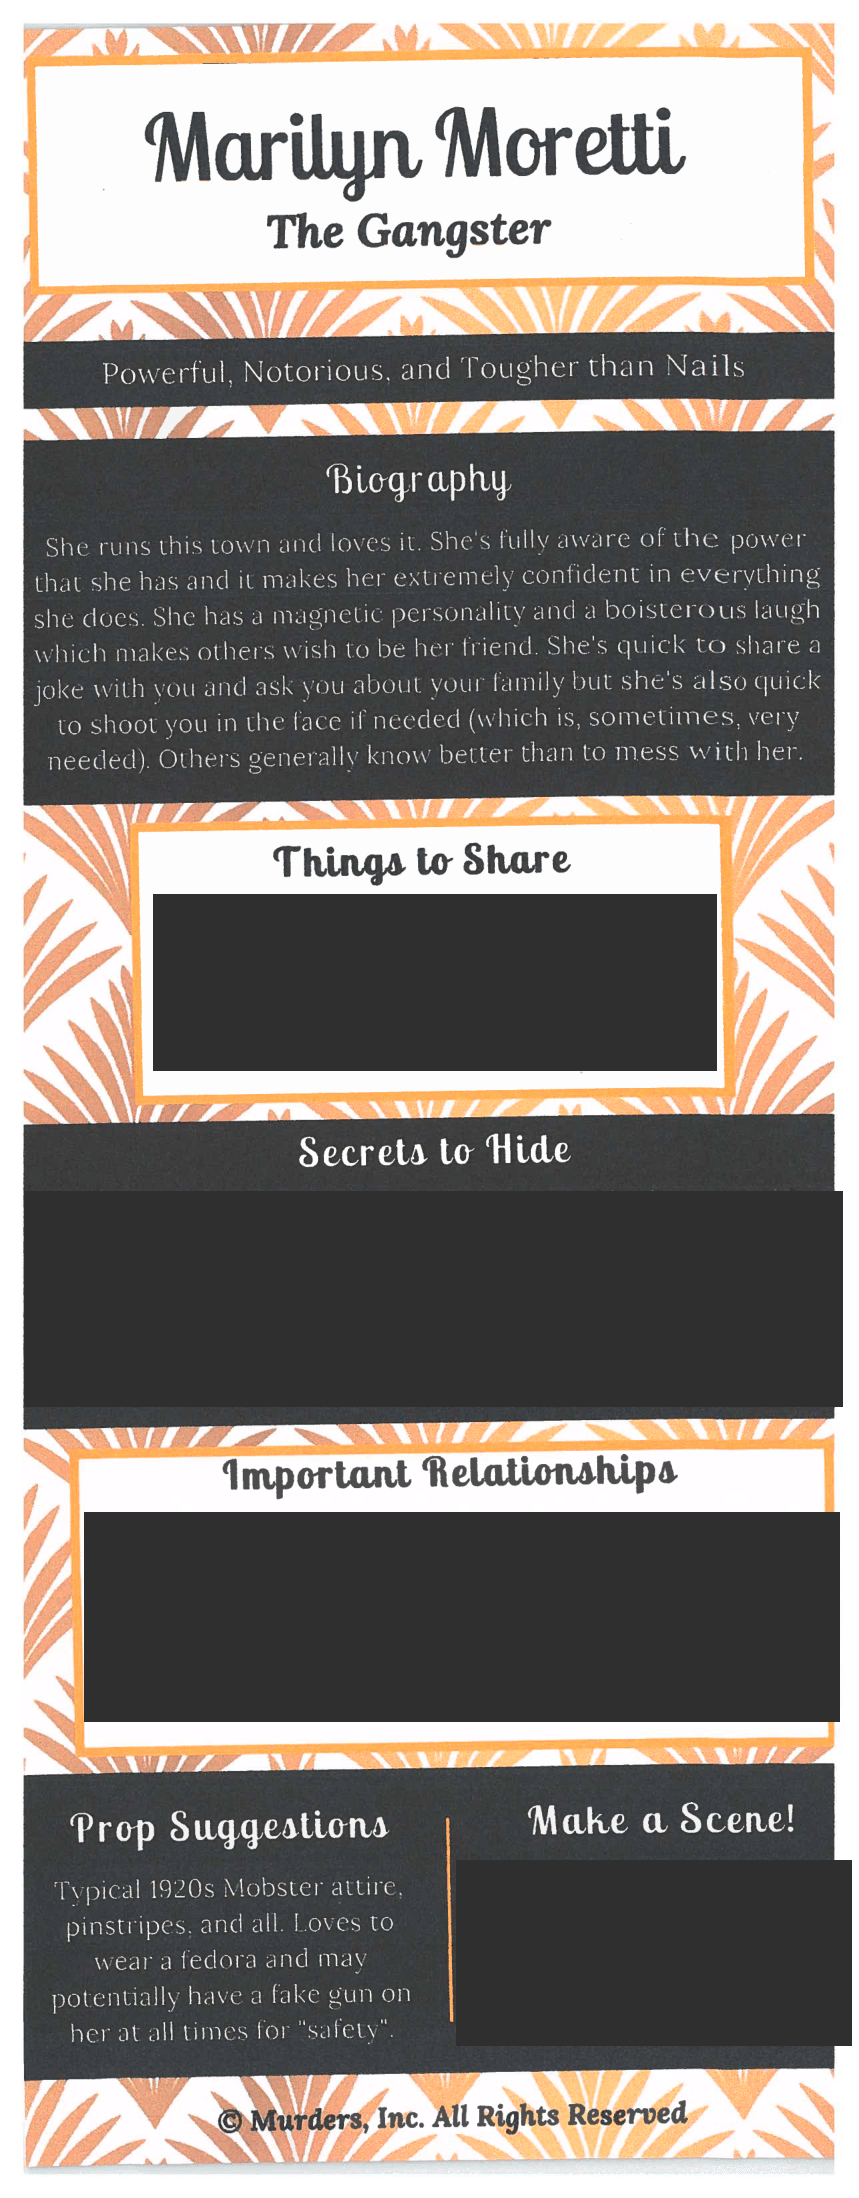 Marilyn Moretti
The Gangster
Powerful, Notorious, and Tougher than Nails
Biography
She runs this town and loves it. She's fully aware of the power
that she has and it makes her extremely confident in everything
she does. She has a magnetic personality and a boisterous laugh
which makes others wish to be her friend. She's quick to share a
joke with you and ask you about your family but she's also quick
to shoot you in the face if needed (which is, sometimes, very
needed). Others generally know better than to mess with her.
Things to Share
Secrets to Hide
Important Relationships
Prop Suggestions
Typical 1920s Mobster attire,
pinstripes, and all. Loves to
wear a fedora and may
potentially have a fake gun on
her at all times for "safety".
Make a Scene!
© Murders, Inc. All Rights Reserved